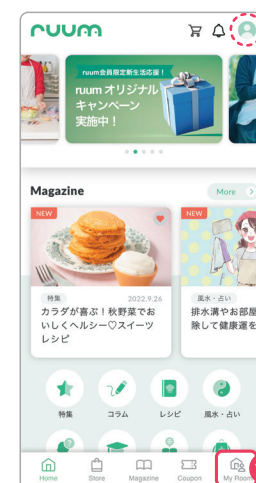 ruum
ruum会員限定新生活応援！
ruum オリジナル
キャンペーン
実施中！
Magazine
More
NEW
NEW
特集
2022.9.26
風水・占い
カラダが喜ぶ！秋野菜でお
いしくヘルシー♡スイーツ
レシピ
排水溝やお部屋
除して健康運を
特集
コラム
レシピ
風水・占い
Home
Store
Magazine
Coupon
My Room